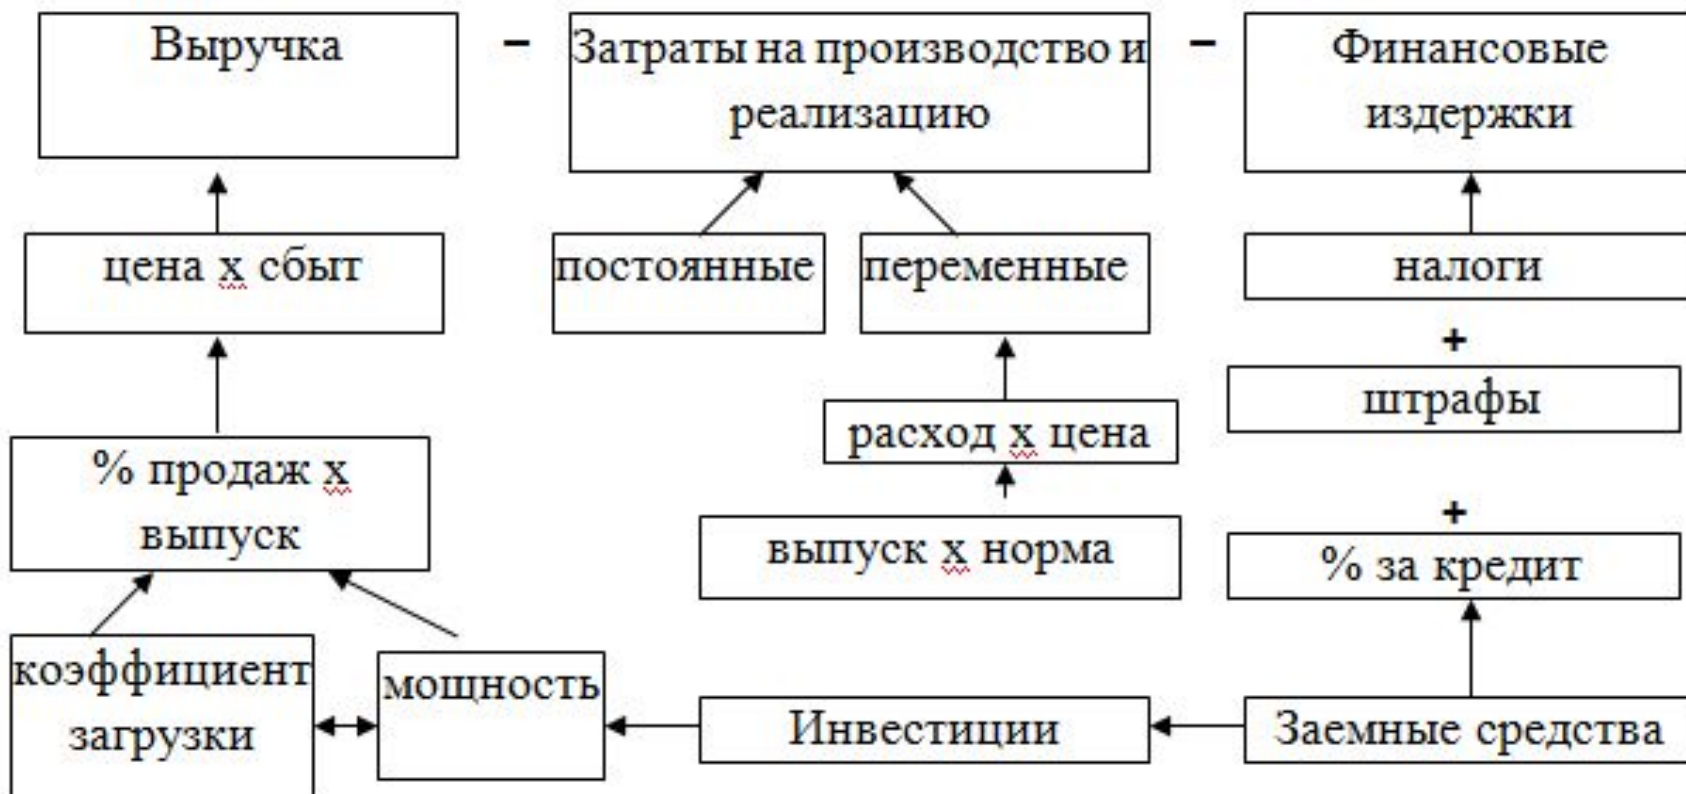 Выручка
–
Затраты на производство и
реализацию
–
Финансовые
издержки
цена х сбыт
постоянные
переменные
налоги
+
штрафы
% продаж х
выпуск
расход х цена
+
выпуск х норма
% за кредит
коэффициент
загрузки
мощность
Инвестиции
Заемные средства